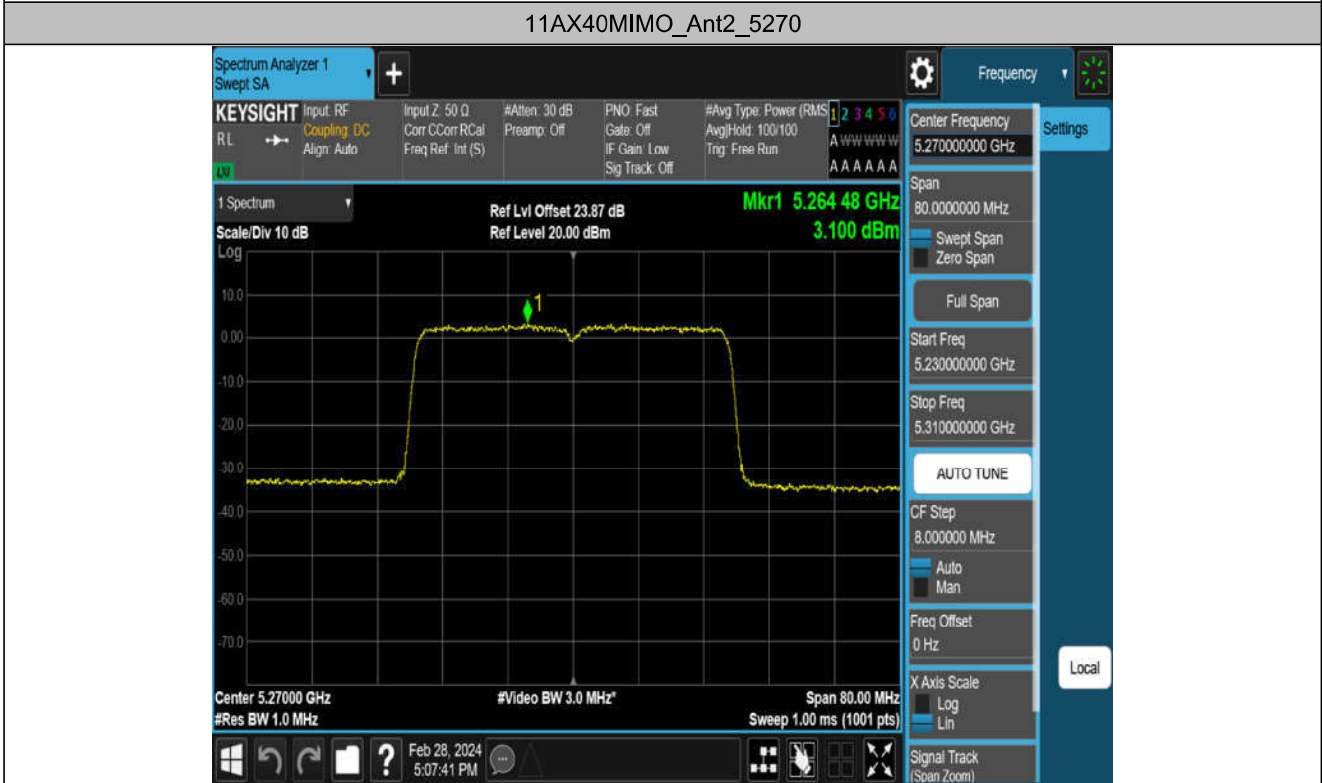 11AX40MIMO_Ant2_5270
Spectrum Analyzer 1
Swept SA
+
Frequency
KEYSIGHT
RL
Input: RF
Coupling: DC
Align: Auto
Input Z: 50 Ω
Corr CCorr RCal
Freq Ref: Int (S)
#Atten: 30 dB
Preamp: Off
PNO: Fast
Gate: Off
IF Gain: Low
Sig Track: Off
#Avg Type: Power (RMS
Avg|Hold: 100/100
Trig: Free Run
1 2 3 4 5 6
A W W W W W
A A A A A A
1 Spectrum
Scale/Div 10 dB
Log
Ref Lvl Offset 23.87 dB
Ref Level 20.00 dBm
Mkr1 5.264 48 GHz
3.100 dBm
1
10.0
0.00
-10.0
-20.0
-30.0
-40.0
-50.0
-60.0
-70.0
Center 5.27000 GHz
#Res BW 1.0 MHz
#Video BW 3.0 MHz*
Span 80.00 MHz
Sweep 1.00 ms (1001 pts)
?
Feb 28, 2024
5:07:41 PM
Center Frequency
5.270000000 GHz
Settings
Span
80.0000000 MHz
Swept Span
Zero Span
Full Span
Start Freq
5.230000000 GHz
Stop Freq
5.310000000 GHz
AUTO TUNE
CF Step
8.000000 MHz
Auto
Man
Freq Offset
0 Hz
X Axis Scale
Log
Lin
Local
Signal Track
(Span Zoom)